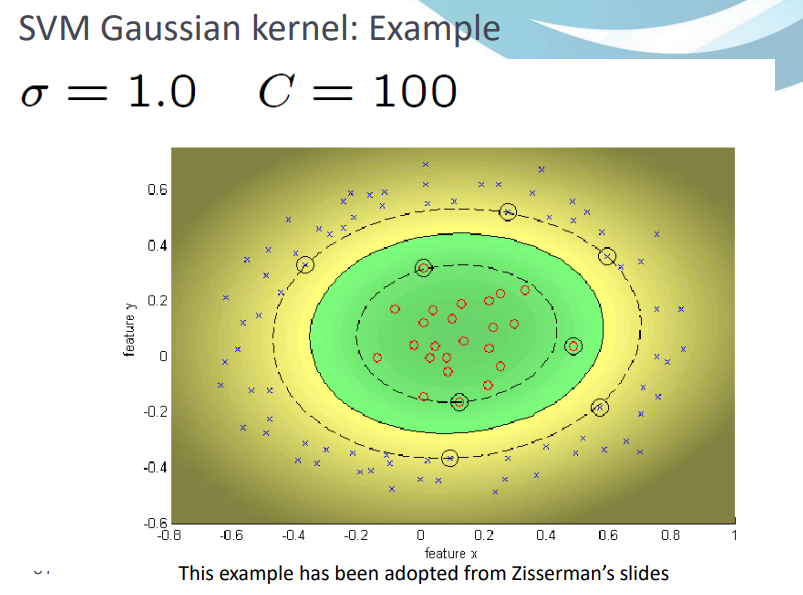 SVM Gaussian kernel: Example
σ = 1.0 C = 100
0.6
0.4
0.2
0
-0.2
-0.4
-0.6
feature y
-0.8 -0.6 -0.4 -0.2 0 0.2 0.4 0.6 0.8 1
feature x
This example has been adopted from Zisserman's slides